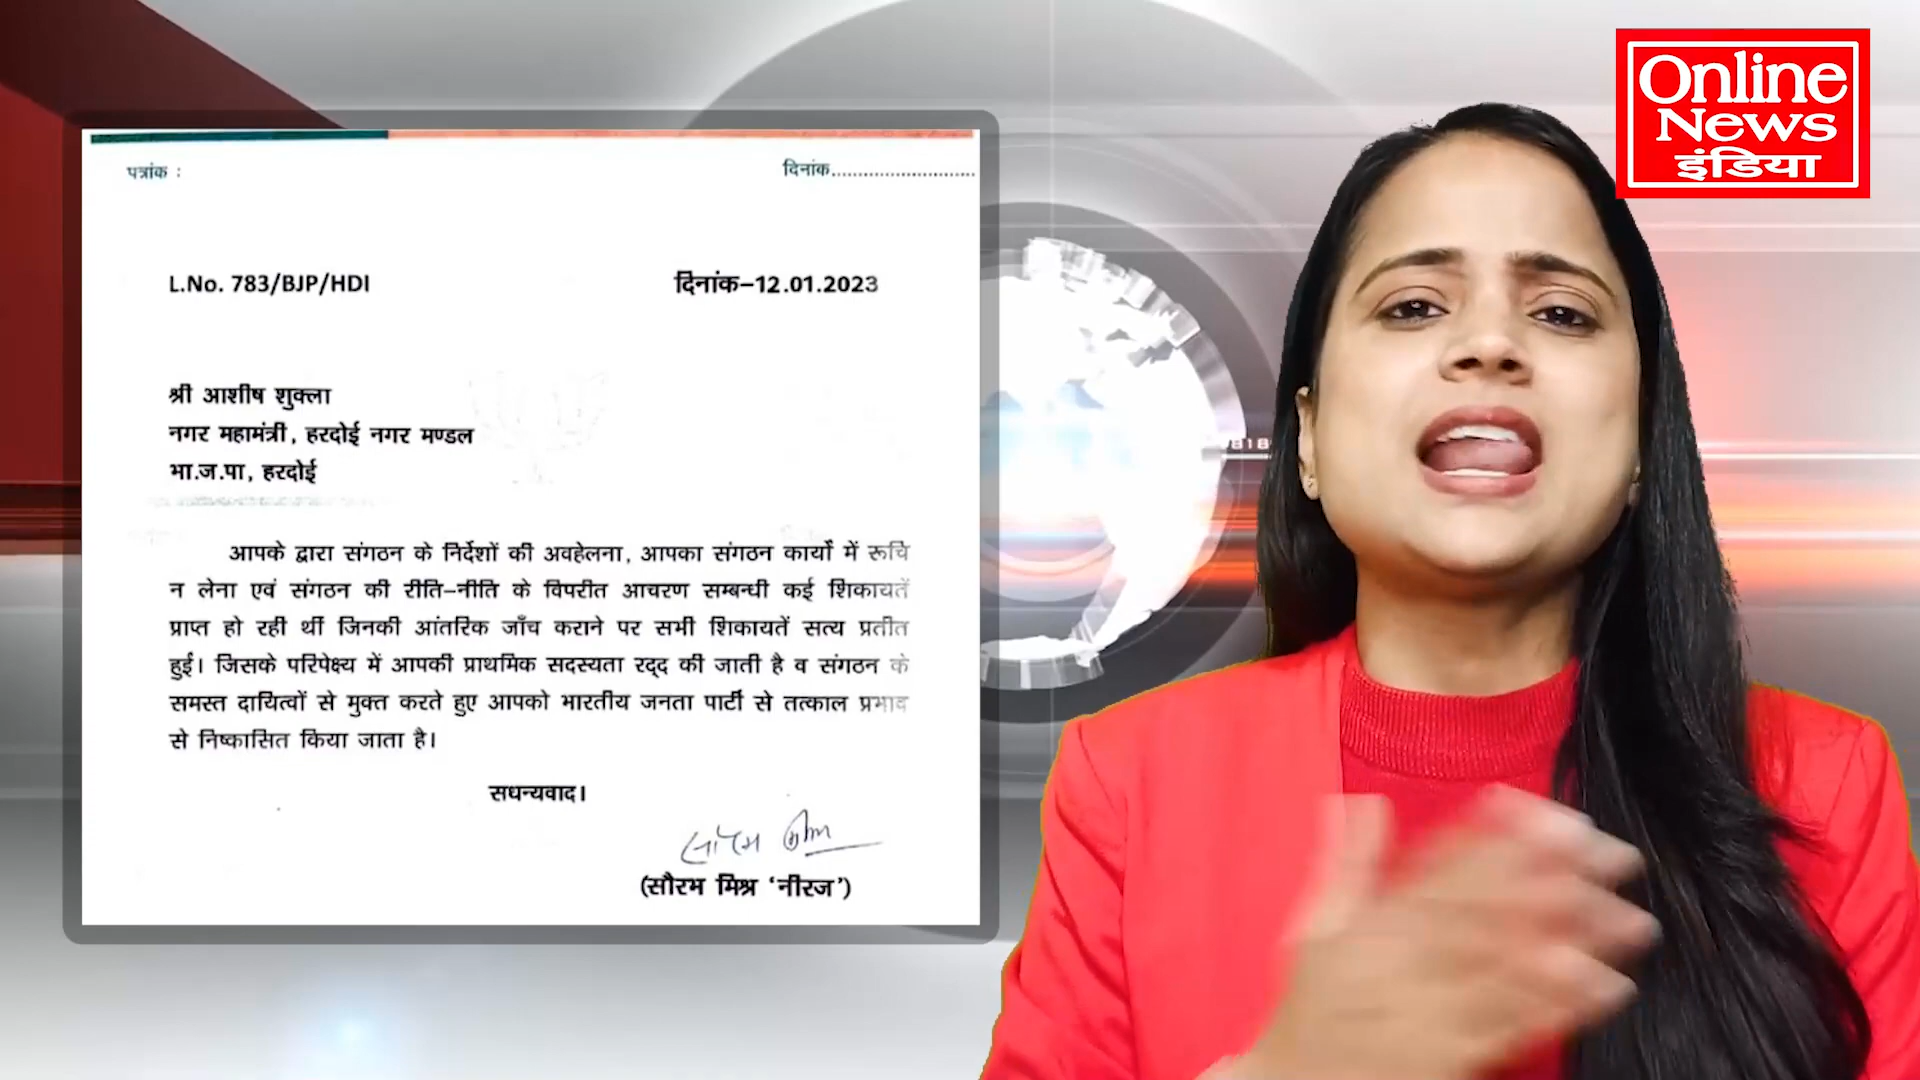 Online
News
इंडिया
पत्रांक :
दिनांक............................
L.No. 783/BJP/HDI
दिनांक–12.01.2023
श्री आशीष शुक्ला
नगर महामंत्री, हरदोई नगर मण्डल
भा.ज.पा, हरदोई
आपके द्वारा संगठन के निर्देशों की अवहेलना, आपका संगठन कार्यों में रूचि
न लेना एवं संगठन की रीति–नीति के विपरीत आचरण सम्बन्धी कई शिकायतें
प्राप्त हो रही थीं जिनकी आंतरिक जाँच कराने पर सभी शिकायतें सत्य प्रतीत
हुईं। जिसके परिपेक्ष्य में आपकी प्राथमिक सदस्यता रद्द की जाती है व संगठन के
समस्त दायित्वों से मुक्त करते हुए आपको भारतीय जनता पार्टी से तत्काल प्रभाव
से निष्कासित किया जाता है।
सधन्यवाद।
(सौरभ मिश्र ‘नीरज’)